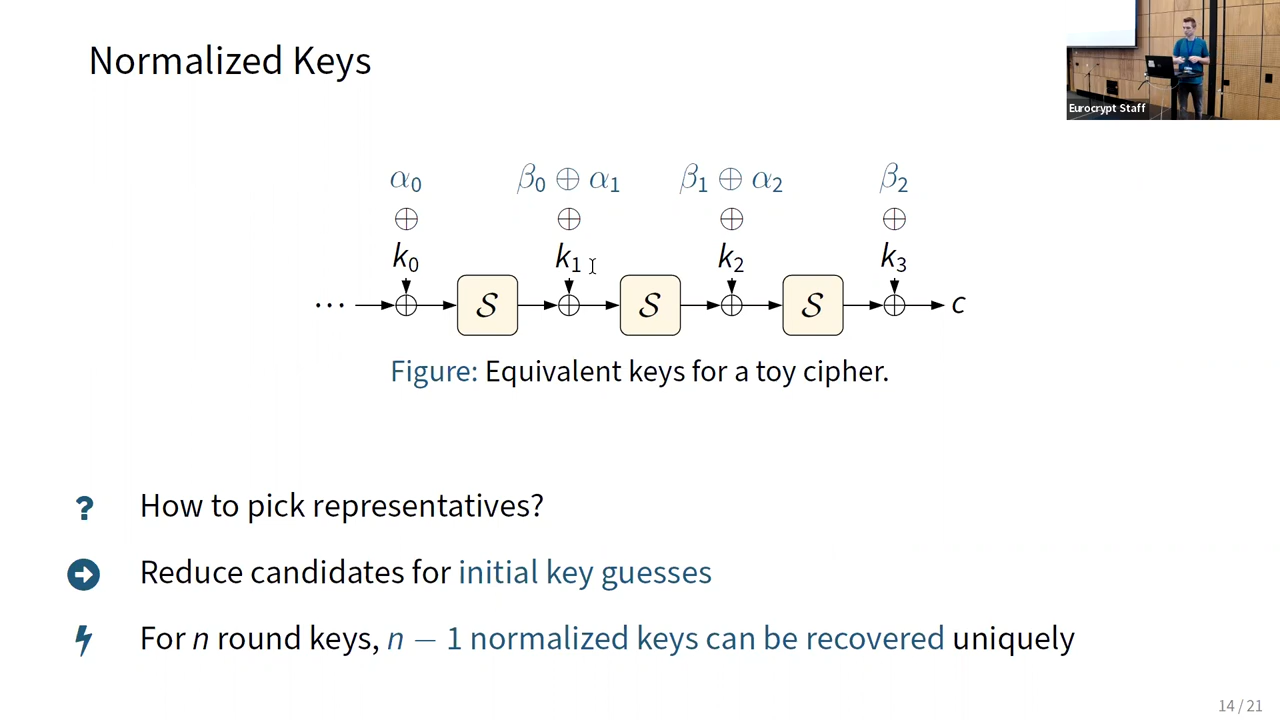 Normalized Keys
Eurocrypt Staff
α₀ β₀ ⊕ α₁ β₁ ⊕ α₂ β₂
⊕ ⊕ ⊕ ⊕
k₀ k₁ k₂ k₃
··· S S S c
Figure: Equivalent keys for a toy cipher.
? How to pick representatives?
Reduce candidates for initial key guesses
For n round keys, n − 1 normalized keys can be recovered uniquely
14 / 21